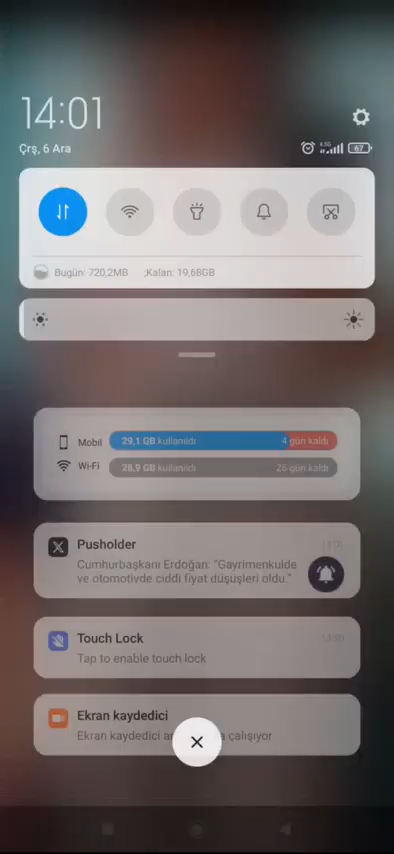 14:01
Çrş, 6 Ara
67
Bugün: 720,2MB ;Kalan: 19,68GB
Mobil 29,1 GB kullanıldı 4 gün kaldı
Wi-Fi 28,9 GB kullanıldı 26 gün kaldı
Pusholder
Cumhurbaşkanı Erdoğan: "Gayrimenkulde
ve otomotivde ciddi fiyat düşüşleri oldu."
Touch Lock
Tap to enable touch lock
Ekran kaydedici
Ekran kaydedici çalışıyor